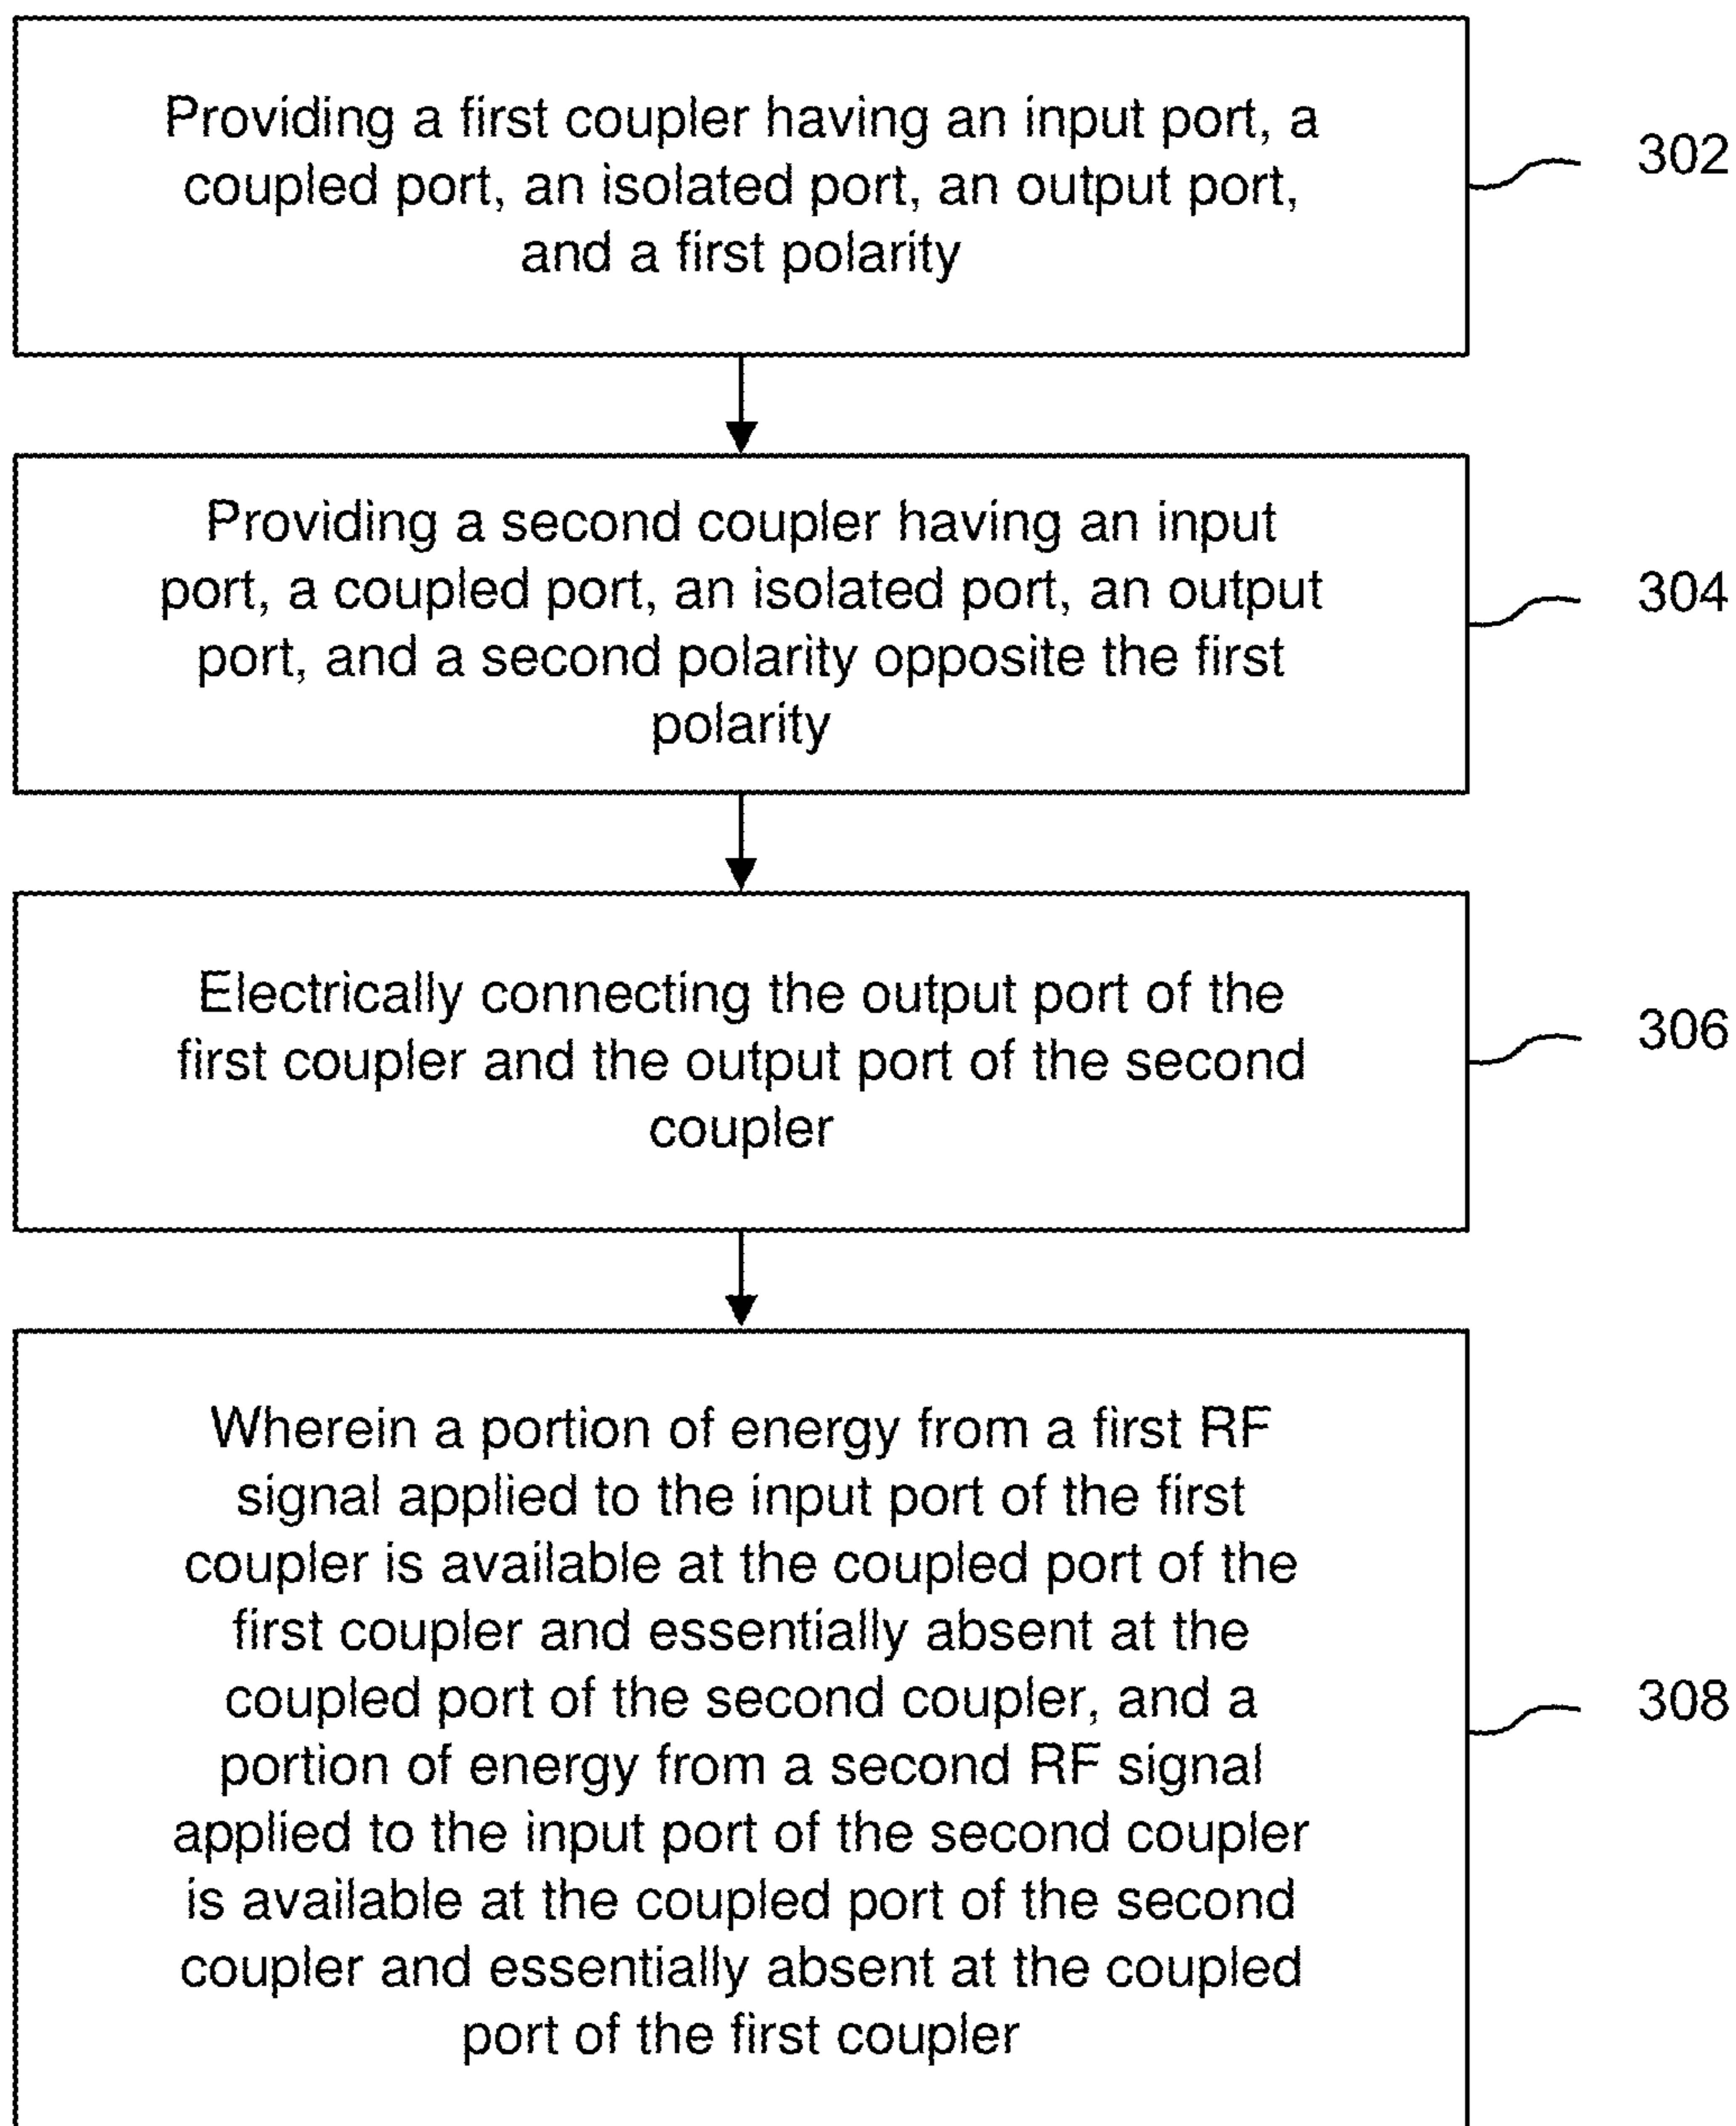 Providing a first coupler having an input port, a
coupled port, an isolated port, an output port,
and a first polarity
302
Providing a second coupler having an input
port, a coupled port, an isolated port, an output
port, and a second polarity opposite the first
polarity
304
Electrically connecting the output port of the
first coupler and the output port of the second
coupler
306
Wherein a portion of energy from a first RF
signal applied to the input port of the first
coupler is available at the coupled port of the
first coupler and essentially absent at the
coupled port of the second coupler, and a
portion of energy from a second RF signal
applied to the input port of the second coupler
is available at the coupled port of the second
coupler and essentially absent at the coupled
port of the first coupler
308